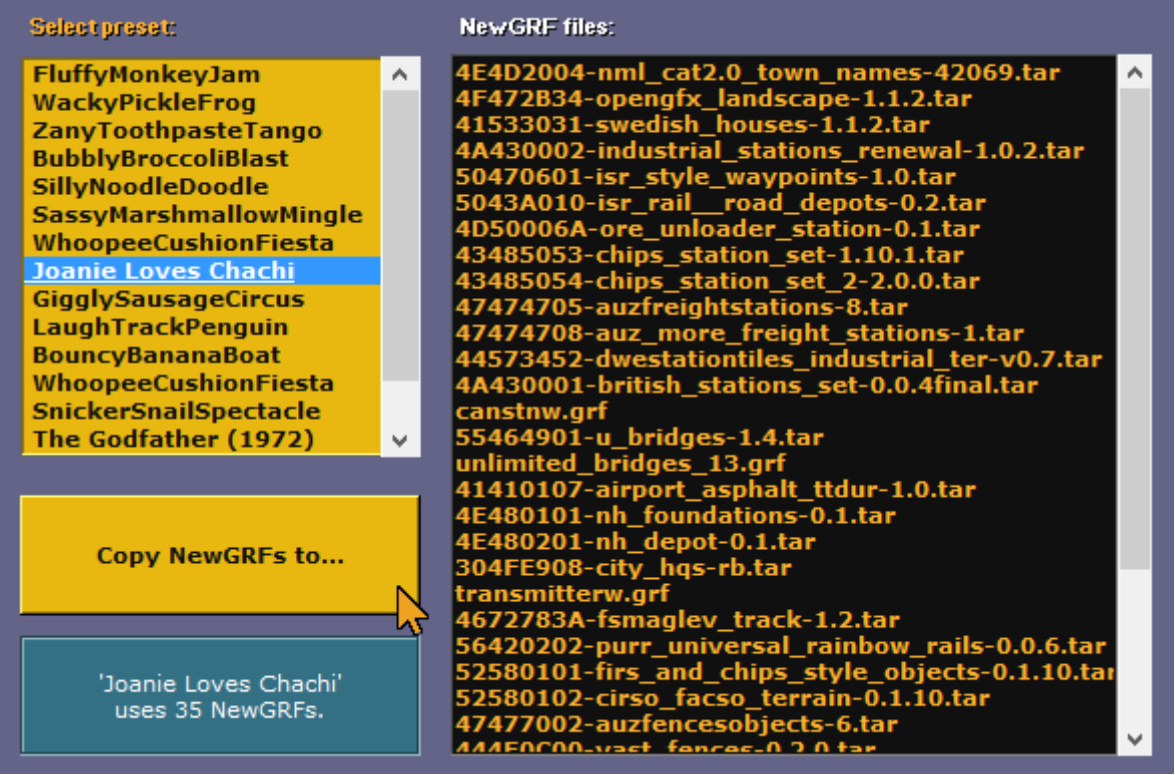 Select preset:
FluffyMonkeyJam
WackyPickleFrog
ZanyToothpasteTango
BubblyBroccoliBlast
SillyNoodleDoodle
SassyMarshmallowMingle
WhoopeeCushionFiesta
Joanie Loves Chachi
GigglySausageCircus
LaughTrackPenguin
BouncyBananaBoat
WhoopeeCushionFiesta
SnickerSnailSpectacle
The Godfather (1972)
Copy NewGRFs to...
'Joanie Loves Chachi'
uses 35 NewGRFs.
NewGRF files:
4E4D2004-nml_cat2.0_town_names-42069.tar
4F472B34-opengfx_landscape-1.1.2.tar
41533031-swedish_houses-1.1.2.tar
4A430002-industrial_stations_renewal-1.0.2.tar
50470601-isr_style_waypoints-1.0.tar
5043A010-isr_rail__road_depots-0.2.tar
4D50006A-ore_unloader_station-0.1.tar
43485053-chips_station_set-1.10.1.tar
43485054-chips_station_set_2-2.0.0.tar
47474705-auzfreightstations-8.tar
47474708-auz_more_freight_stations-1.tar
44573452-dwestationtiles_industrial_ter-v0.7.tar
4A430001-british_stations_set-0.0.4final.tar
canstnw.grf
55464901-u_bridges-1.4.tar
unlimited_bridges_13.grf
41410107-airport_asphalt_ttdur-1.0.tar
4E480101-nh_foundations-0.1.tar
4E480201-nh_depot-0.1.tar
304FE908-city_hqs-rb.tar
transmitterw.grf
4672783A-fsmaglev_track-1.2.tar
56420202-purr_universal_rainbow_rails-0.0.6.tar
52580101-firs_and_chips_style_objects-0.1.10.tar
52580102-cirso_facso_terrain-0.1.10.tar
47477002-auzfencesobjects-6.tar
444E0C00-vast_fences-0.2.0.tar